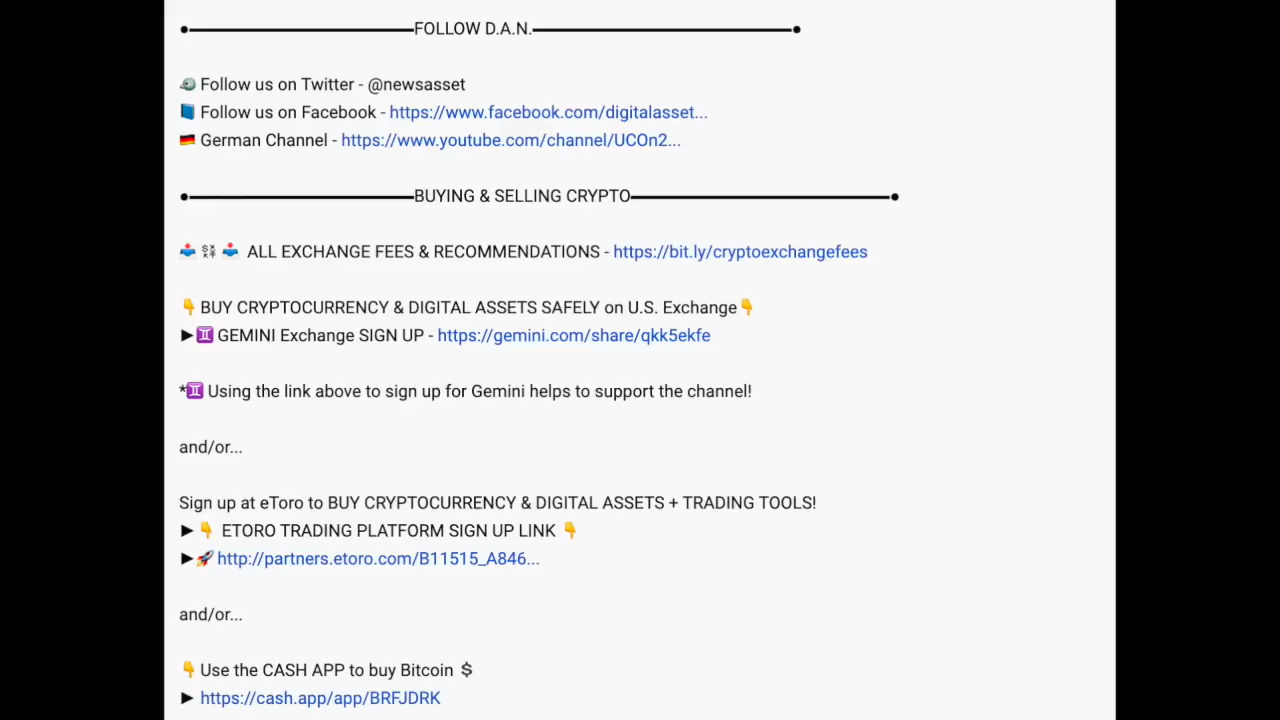 ●━━━━━━━━━━━━━━━FOLLOW D.A.N.━━━━━━━━━━━━━━━━━●
🐔 Follow us on Twitter - @newsasset
📘 Follow us on Facebook - https://www.facebook.com/digitalasset...
🇩🇪 German Channel - https://www.youtube.com/channel/UCOn2...
●━━━━━━━━━━━━━━━BUYING & SELLING CRYPTO━━━━━━━━━━━━━━━━━●
📥 💱 📥 ALL EXCHANGE FEES & RECOMMENDATIONS - https://bit.ly/cryptoexchangefees
👇BUY CRYPTOCURRENCY & DIGITAL ASSETS SAFELY on U.S. Exchange👇
►♊ GEMINI Exchange SIGN UP - https://gemini.com/share/qkk5ekfe
*♊ Using the link above to sign up for Gemini helps to support the channel!
and/or...
Sign up at eToro to BUY CRYPTOCURRENCY & DIGITAL ASSETS + TRADING TOOLS!
►👇 ETORO TRADING PLATFORM SIGN UP LINK 👇
►🚀 http://partners.etoro.com/B11515_A846...
and/or...
👇Use the CASH APP to buy Bitcoin 💲
► https://cash.app/app/BRFJDRK